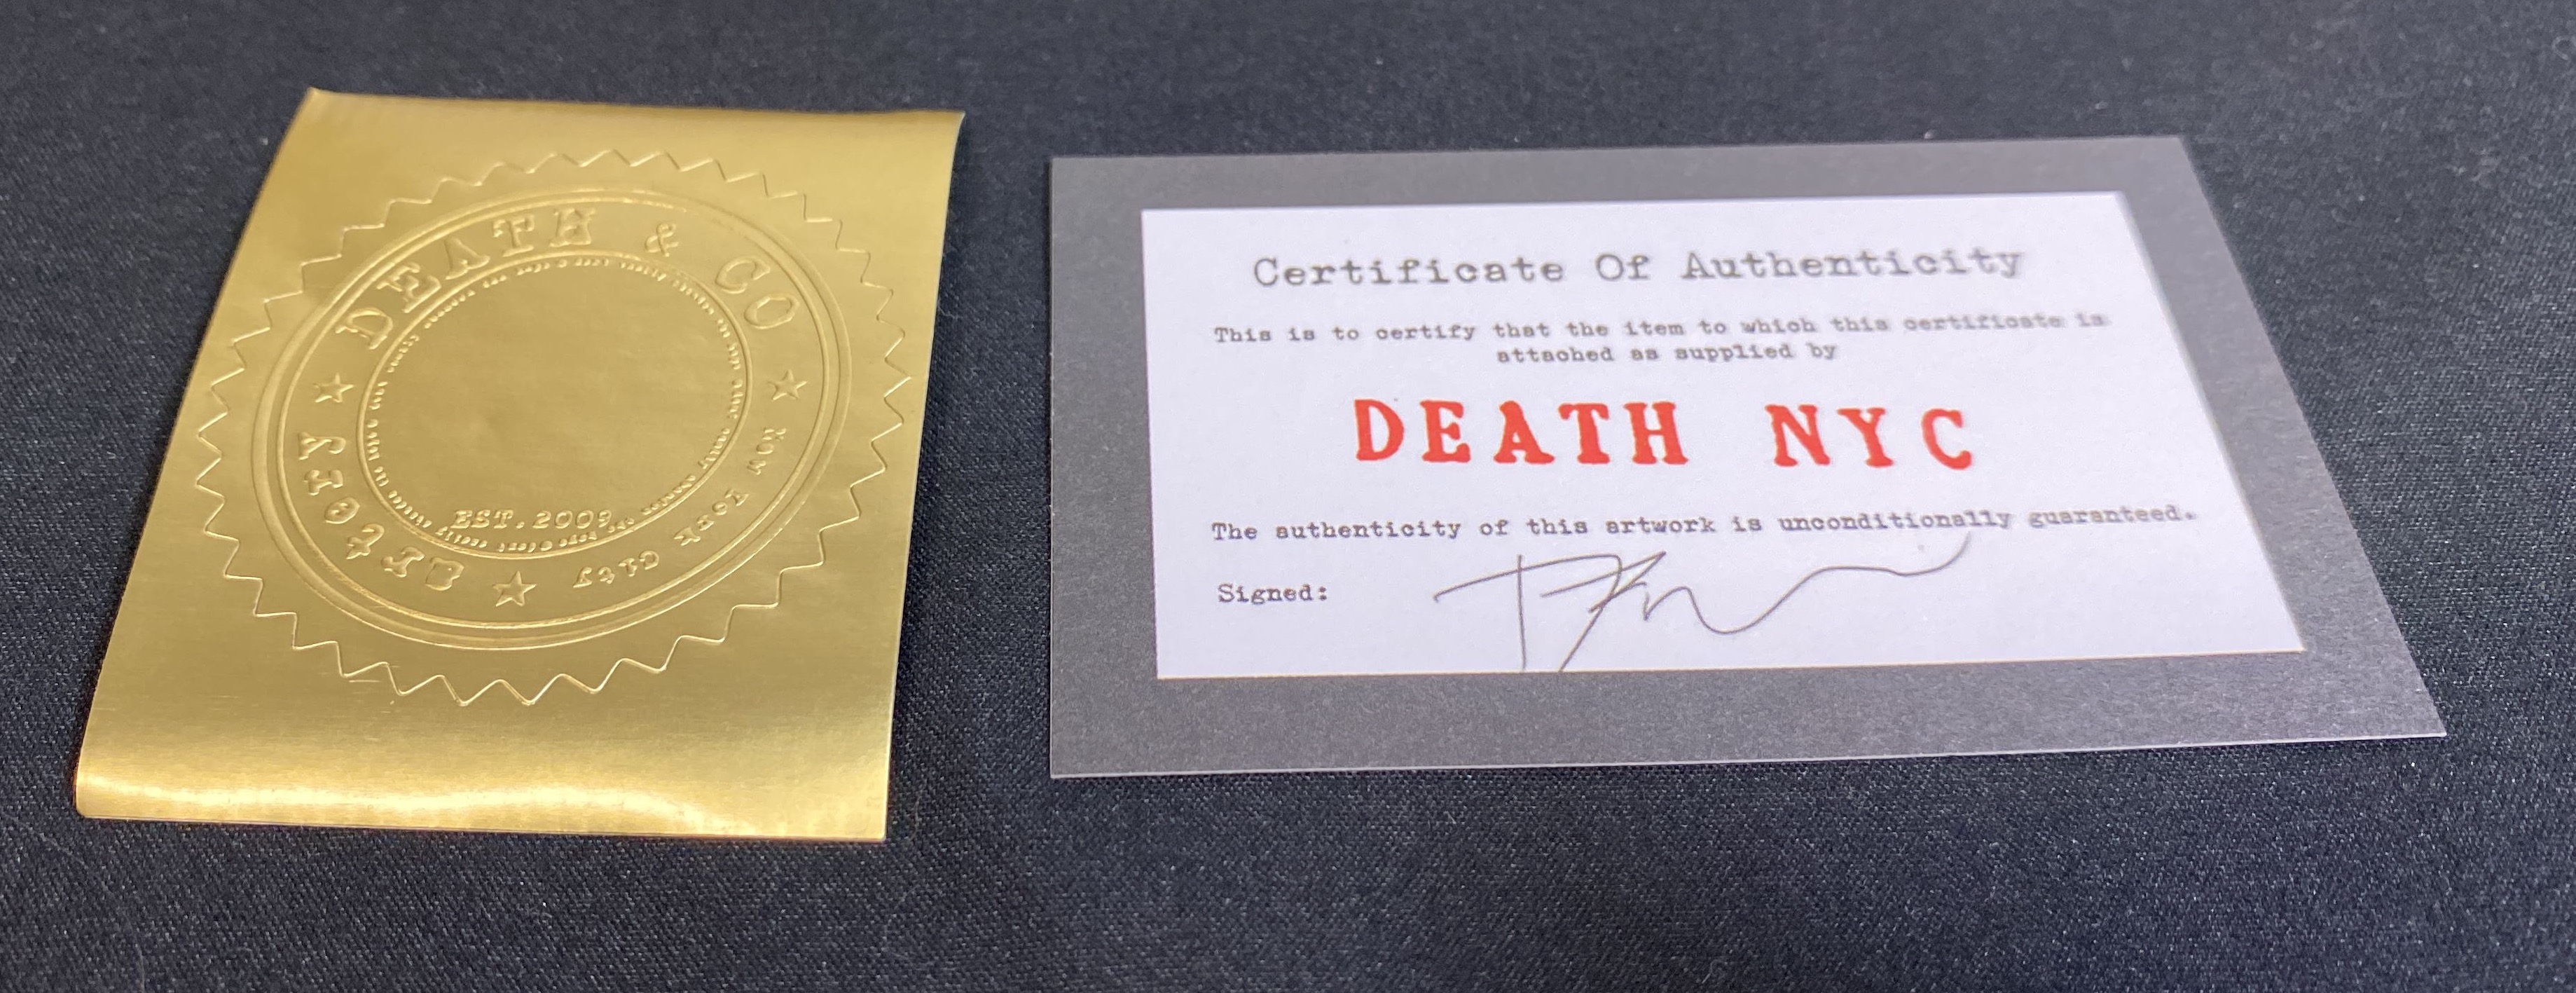 DEATH & CO
New York City
EST.2009
Certificate Of Authenticity
This is to certify that the item to which this certificate is
attached as supplied by
DEATH NYC
The authenticity of this artwork is unconditionally guaranteed.
Signed: